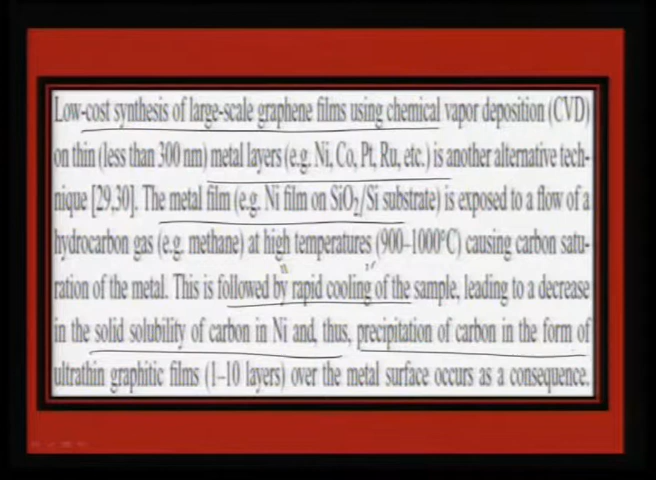 Low-cost synthesis of large-scale graphene films using chemical vapor deposition (CVD)
on thin (less than 300 nm) metal layers (e.g. Ni, Co, Pt, Ru, etc.) is another alternative tech-
nique [29,30]. The metal film (e.g. Ni film on SiO₂/Si substrate) is exposed to a flow of a
hydrocarbon gas (e.g. methane) at high temperatures (900–1000°C) causing carbon satu-
ration of the metal. This is followed by rapid cooling of the sample, leading to a decrease
in the solid solubility of carbon in Ni and, thus, precipitation of carbon in the form of
ultrathin graphitic films (1–10 layers) over the metal surface occurs as a consequence.